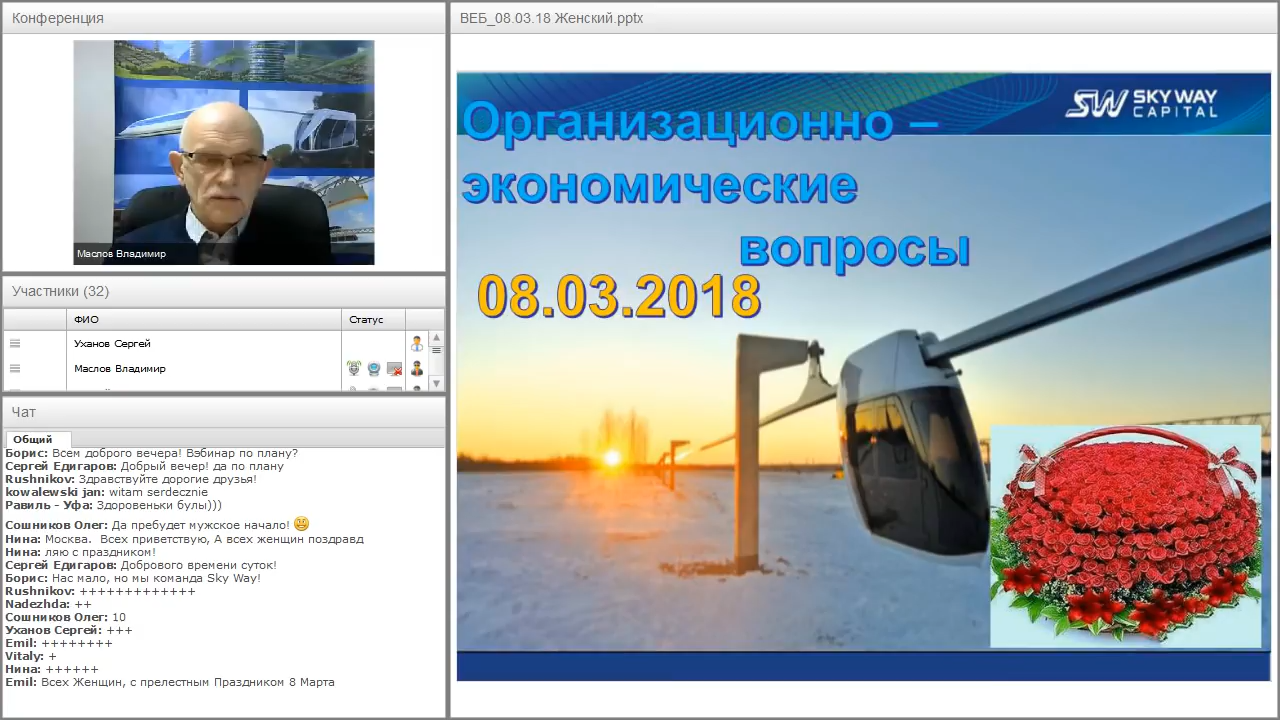 Конференция
Маслов Владимир
Участники (32)
ФИО
Статус
Уханов Сергей
Маслов Владимир
Чат
Общий
Борис: Всем доброго вечера! Вэбинар по плану?
Сергей Едигаров: Добрый вечер! да по плану
Rushnikov: Здравствуйте дорогие друзья!
kowalewski jan: witam serdecznie
Равиль - Уфа: Здоровеньки булы)))
Сошников Олег: Да пребудет мужское начало!
Нина: Москва. Всех приветствую, А всех женщин поздравд
Нина: ляю с праздником!
Сергей Едигаров: Доброго времени суток!
Борис: Нас мало, но мы команда Sky Way!
Rushnikov: +++++++++++++
Nadezhda: ++
Сошников Олег: 10
Уханов Сергей: +++
Emil: ++++++++
Vitaly: +
Нина: ++++++
Emil: Всех Женщин, с прелестным Праздником 8 Марта
ВЕБ_08.03.18 Женский.pptx
SW SKY WAY
CAPITAL
Организационно –
экономические
вопросы
08.03.2018